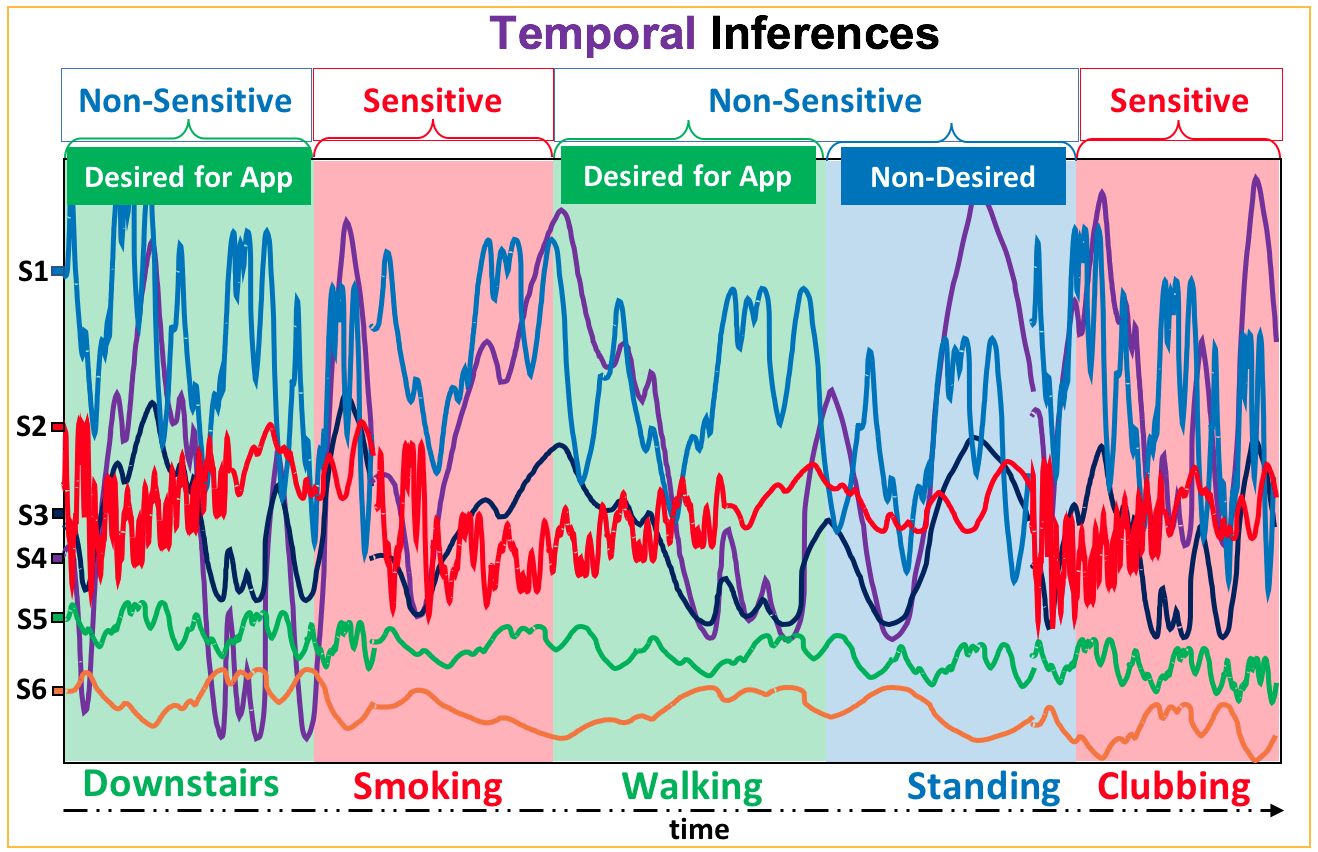 Temporal Inferences
Non-Sensitive
Sensitive
Non-Sensitive
Sensitive
Desired for App
Desired for App
Non-Desired
S1
S2
S3
S4
S5
S6
Downstairs
Smoking
Walking
Standing
Clubbing
time